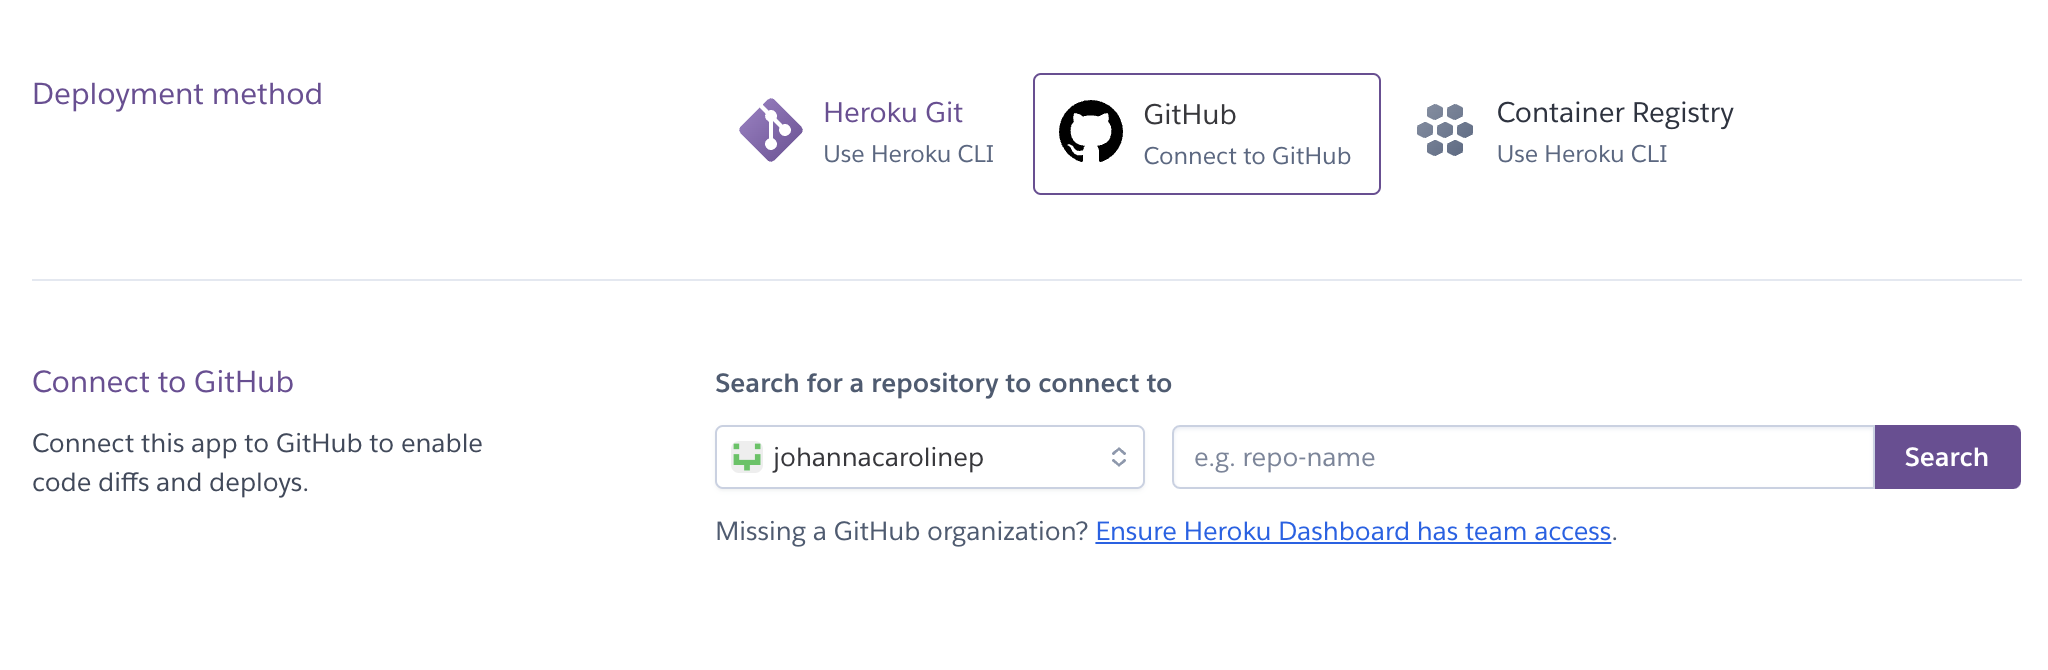 Deployment method
Heroku Git
Use Heroku CLI
GitHub
Connect to GitHub
Container Registry
Use Heroku CLI
Connect to GitHub
Connect this app to GitHub to enable
code diffs and deploys.
Search for a repository to connect to
johannacarolinep
e.g. repo-name
Search
Missing a GitHub organization? Ensure Heroku Dashboard has team access.